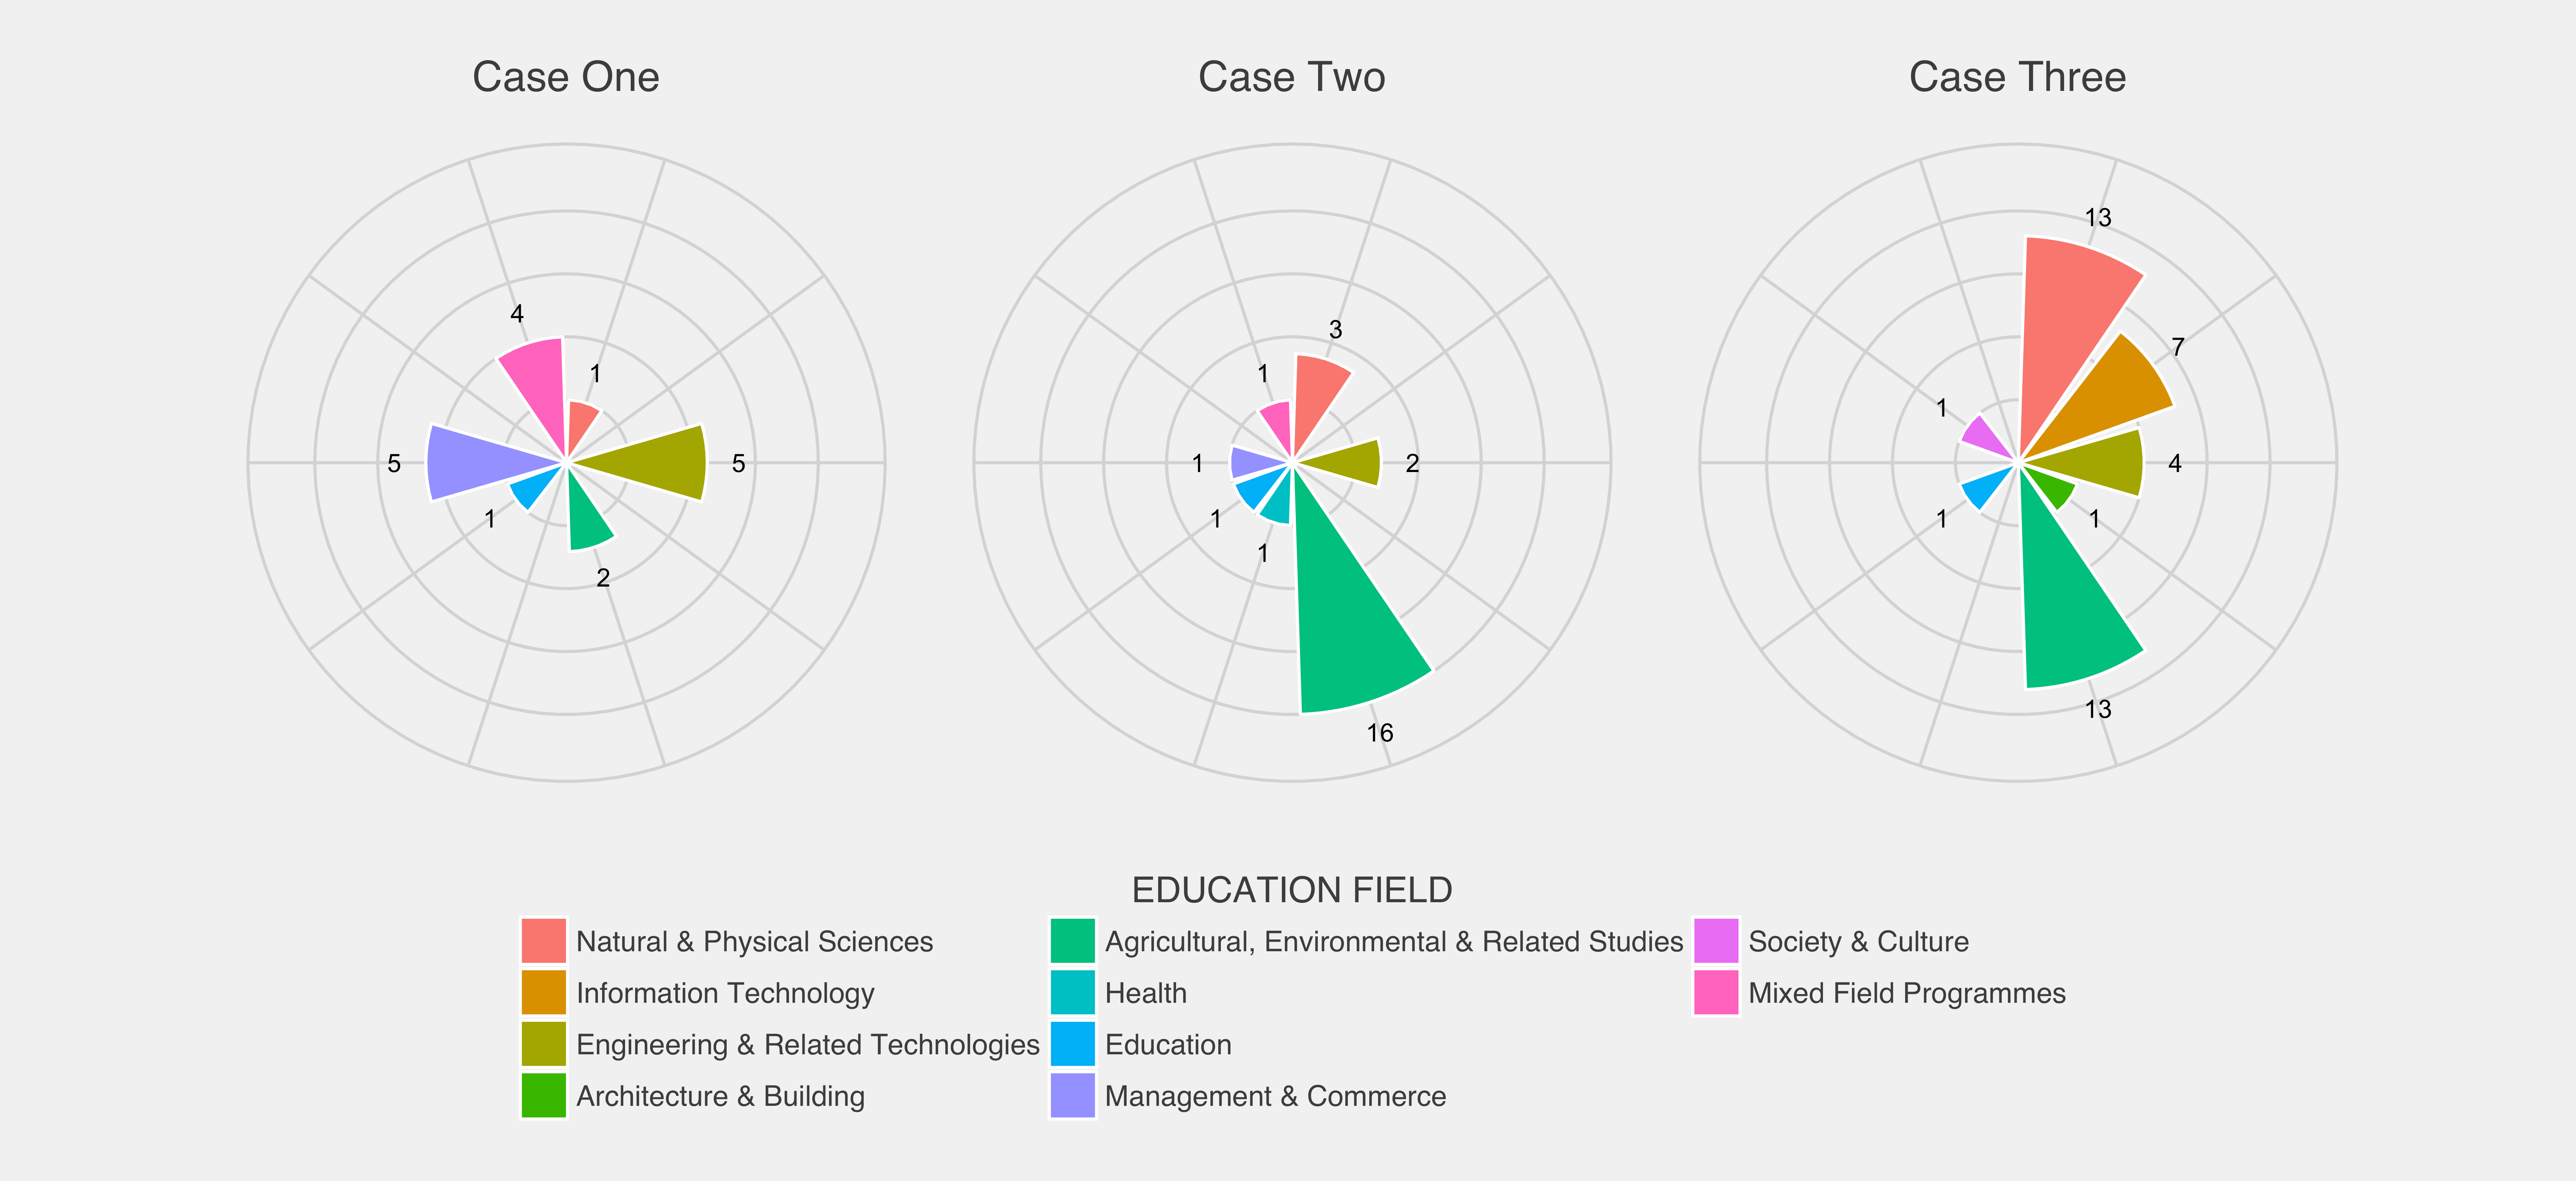 Case One
Case Two
Case Three
4
1
5
5
1
2
3
1
2
1
1
1
16
13
7
1
4
1
1
13
EDUCATION FIELD
Natural & Physical Sciences
Information Technology
Engineering & Related Technologies
Architecture & Building
Agricultural, Environmental & Related Studies
Health
Education
Management & Commerce
Society & Culture
Mixed Field Programmes